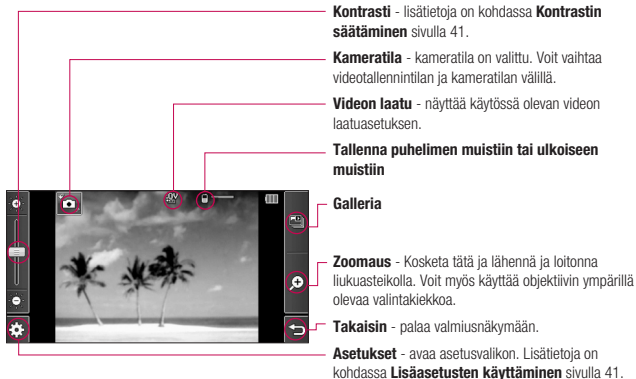 Kontrasti - lisätietoja on kohdassa Kontrastin
säätäminen sivulla 41.
Kameratila - kameratila on valittu. Voit vaihtaa
videotallennintilan ja kameratilan välillä.
Videon laatu - näyttää käytössä olevan videon
laatuasetuksen.
Tallenna puhelimen muistiin tai ulkoiseen
muistiin
Galleria
Zoomaus - Kosketa tätä ja lähennä ja loitonna
liukuasteikolla. Voit myös käyttää objektiivin ympärillä
olevaa valintakiekkoa.
Takaisin - palaa valmiusnäkymään.
Asetukset - avaa asetusvalikon. Lisätietoja on
kohdassa Lisäasetusten käyttäminen sivulla 41.